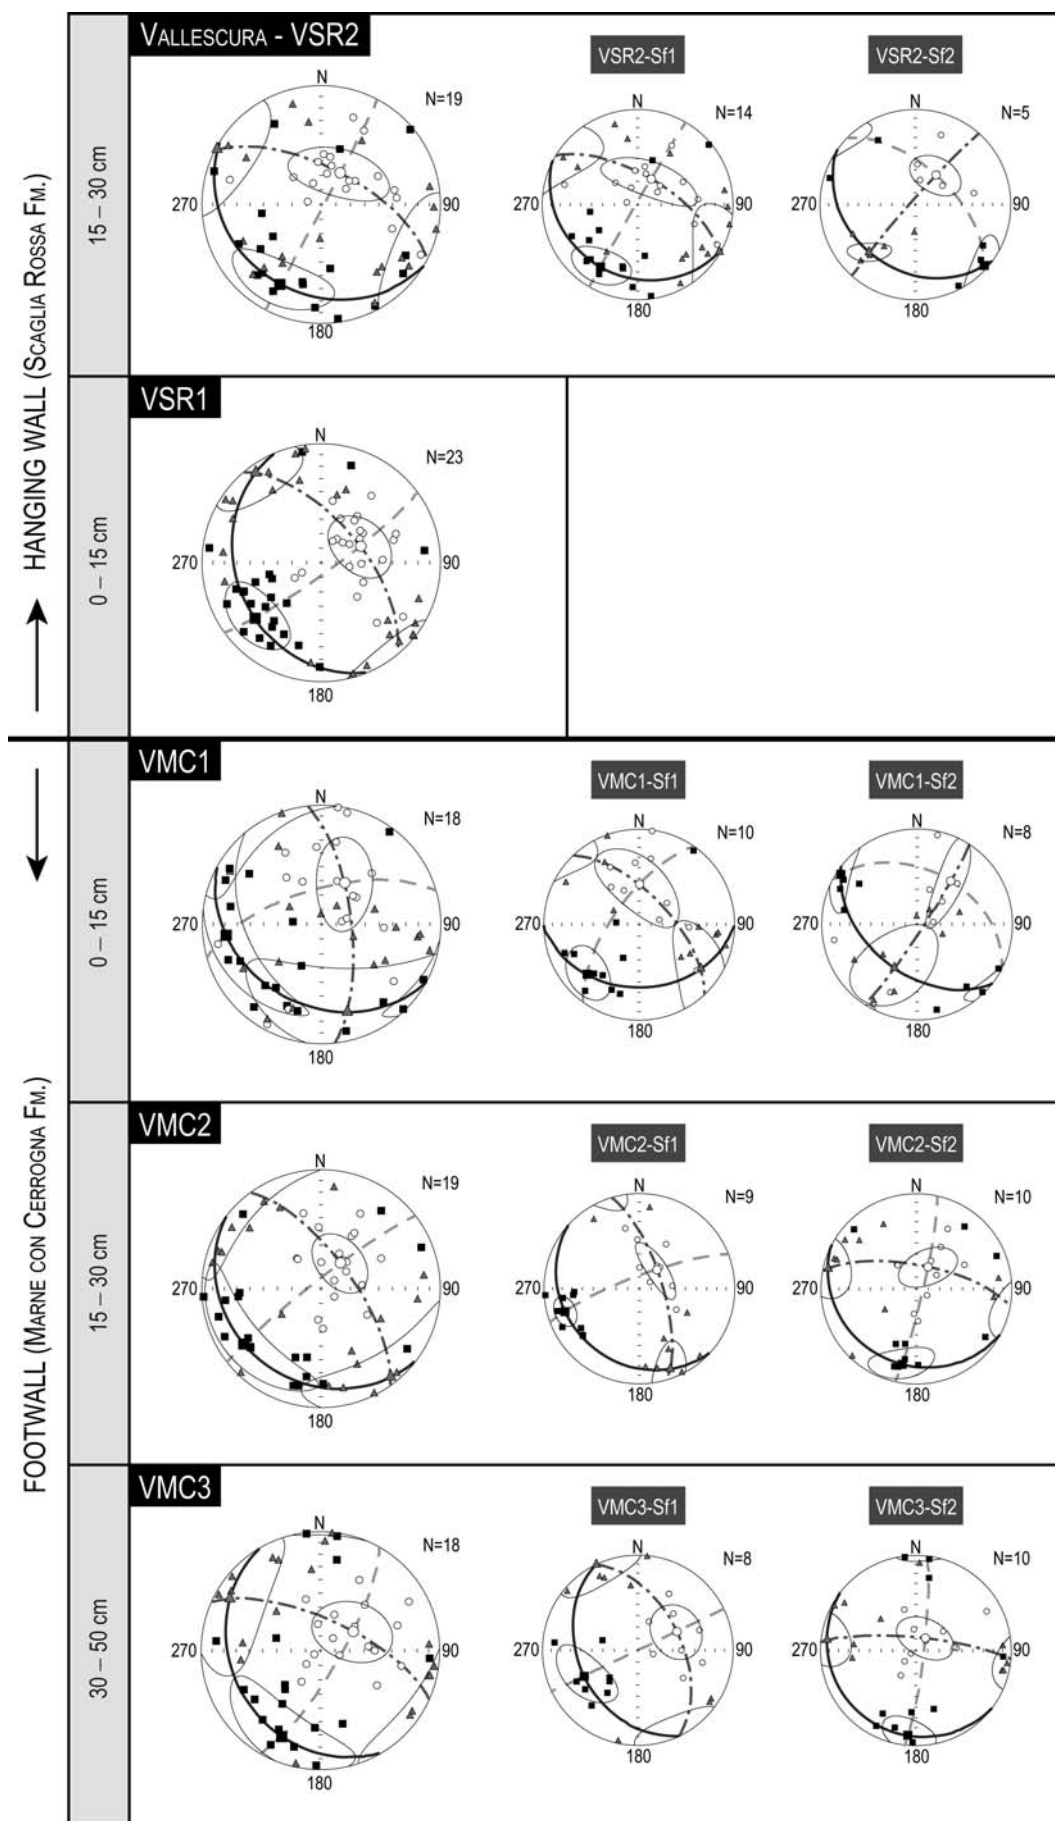 HANGING WALL (SCAGLIA ROSSA FM.)
FOOTWALL (MARNE CON CERROGNA FM.)
15 – 30 cm
VALLESCURA - VSR2
N
N=19
270
90
180
VSR2-Sf1
N
N=14
270
90
180
VSR2-Sf2
N
N=5
270
90
180
0 – 15 cm
VSR1
N
N=23
270
90
180
0 – 15 cm
VMC1
N
N=18
270
90
180
VMC1-Sf1
N
N=10
270
90
180
VMC1-Sf2
N
N=8
270
90
180
15 – 30 cm
VMC2
N
N=19
270
90
180
VMC2-Sf1
N
N=9
270
90
180
VMC2-Sf2
N
N=10
270
90
180
30 – 50 cm
VMC3
N
N=18
270
90
180
VMC3-Sf1
N
N=8
270
90
180
VMC3-Sf2
N
N=10
270
90
180